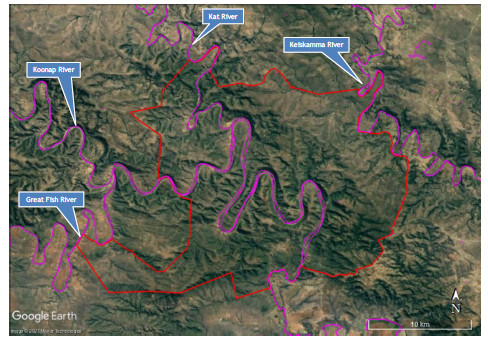 Kat River
Keiskamma River
Koonap River
Great Fish River
Google Earth
N
10 km